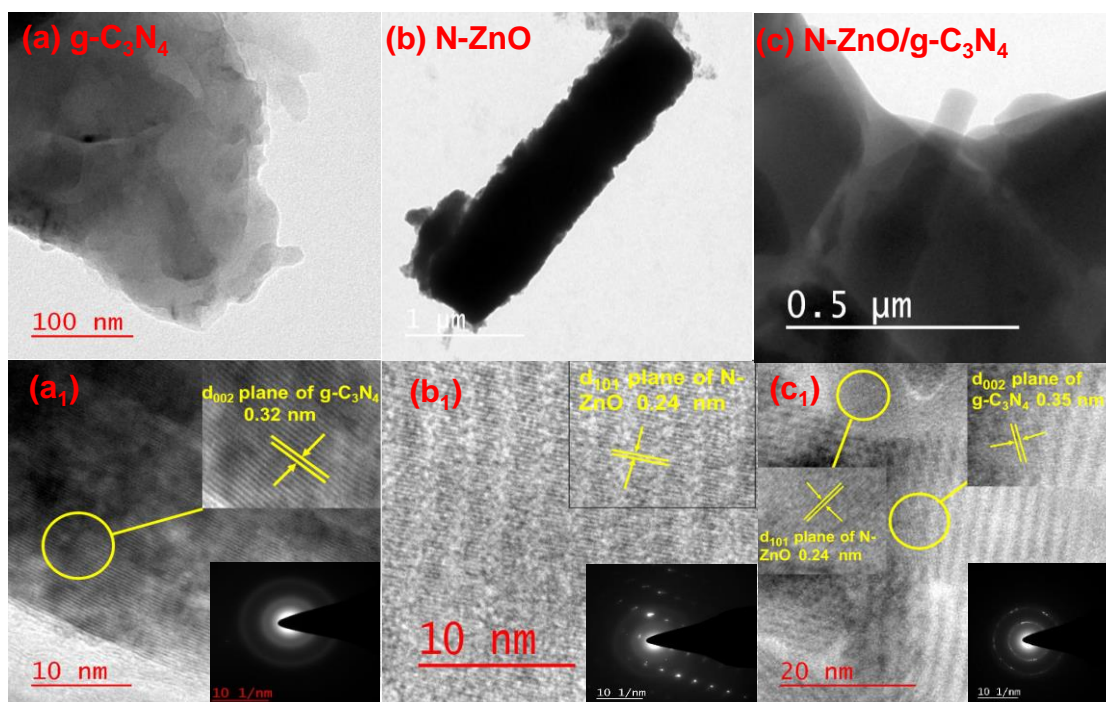 (a) g-C₃N₄
100 nm
(b) N-ZnO
1 μm
(c) N-ZnO/g-C₃N₄
0.5 μm
(a₁)
d₀₀₂ plane of g-C₃N₄
0.32 nm
10 nm
10 1/nm
(b₁)
d₁₀₁ plane of N-
ZnO 0.24 nm
10 nm
10 1/nm
(c₁)
d₀₀₂ plane of
g-C₃N₄ 0.35 nm
d₁₀₁ plane of N-
ZnO 0.24 nm
20 nm
10 1/nm